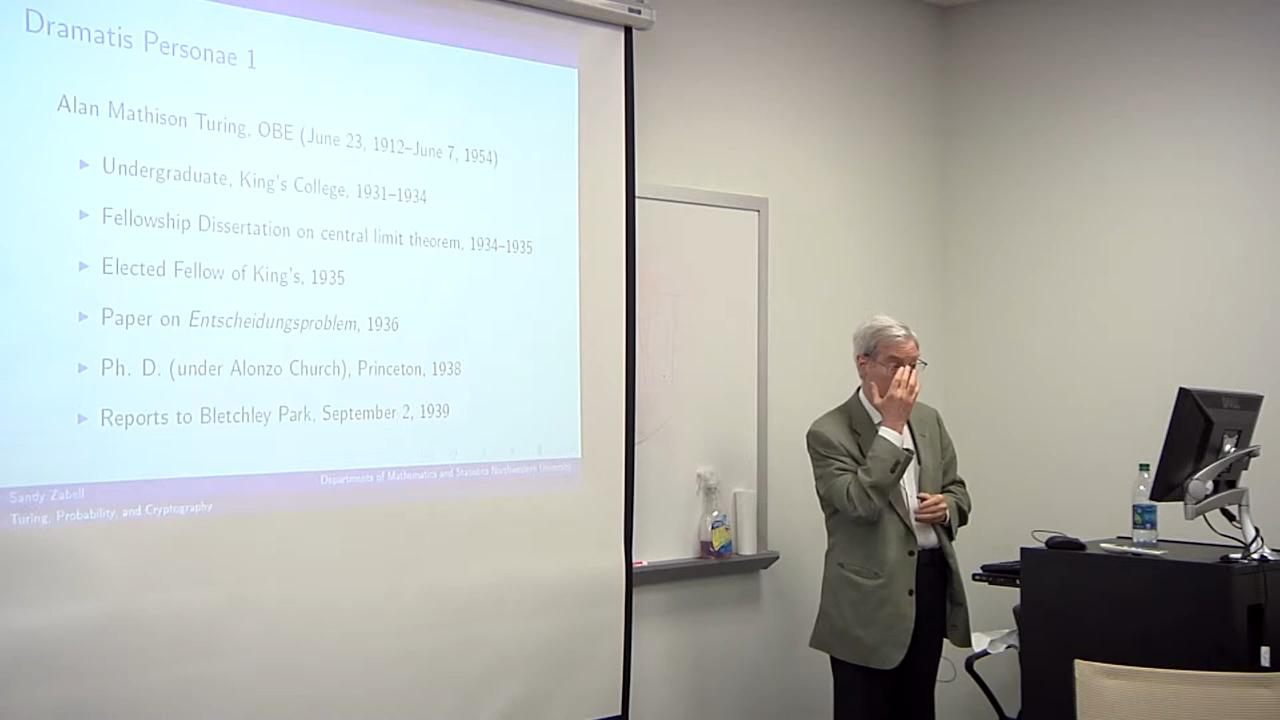 Dramatis Personae 1
Alan Mathison Turing, OBE (June 23, 1912–June 7, 1954)
Undergraduate, King's College, 1931–1934
Fellowship Dissertation on central limit theorem, 1934–1935
Elected Fellow of King's, 1935
Paper on Entscheidungsproblem, 1936
Ph. D. (under Alonzo Church), Princeton, 1938
Reports to Bletchley Park, September 2, 1939
Sandy Zabell
Departments of Mathematics and Statistics Northwestern University
Turing, Probability, and Cryptography
DELL